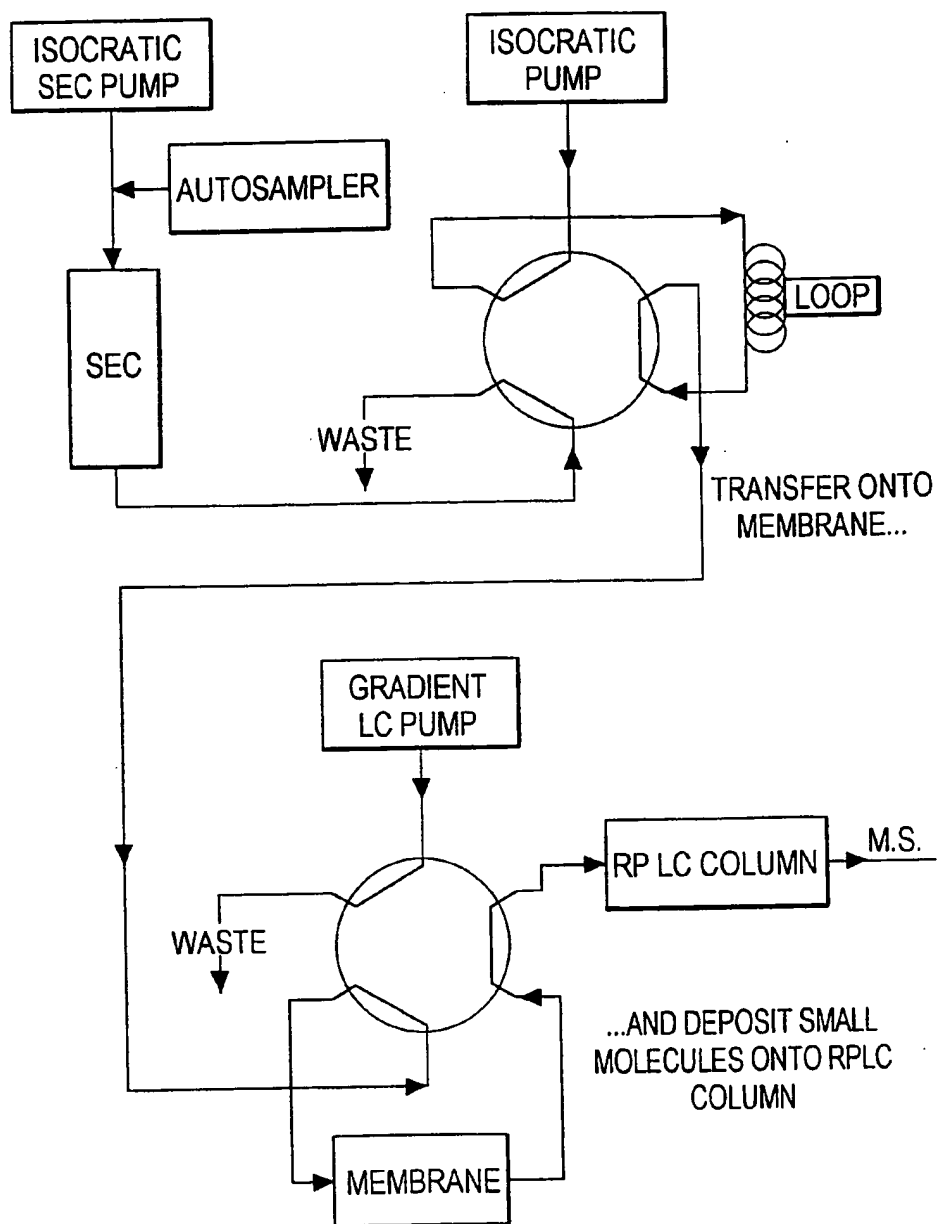 ISOCRATIC
SEC PUMP
ISOCRATIC
PUMP
AUTOSAMPLER
LOOP
SEC
WASTE
TRANSFER ONTO
MEMBRANE...
GRADIENT
LC PUMP
RP LC COLUMN
M.S.
WASTE
...AND DEPOSIT SMALL
MOLECULES ONTO RPLC
COLUMN
MEMBRANE